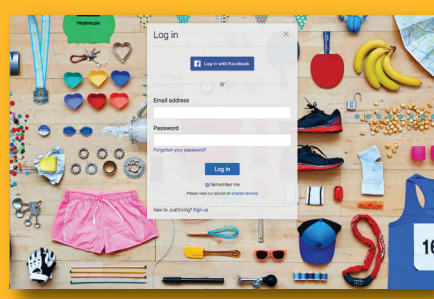 TRIATHLON
Log in
Log in with Facebook
or
Email address
Password
Forgotten your password?
Log in
Remember me
Please read our advice on shared devices
New to JustGiving? Sign up
16